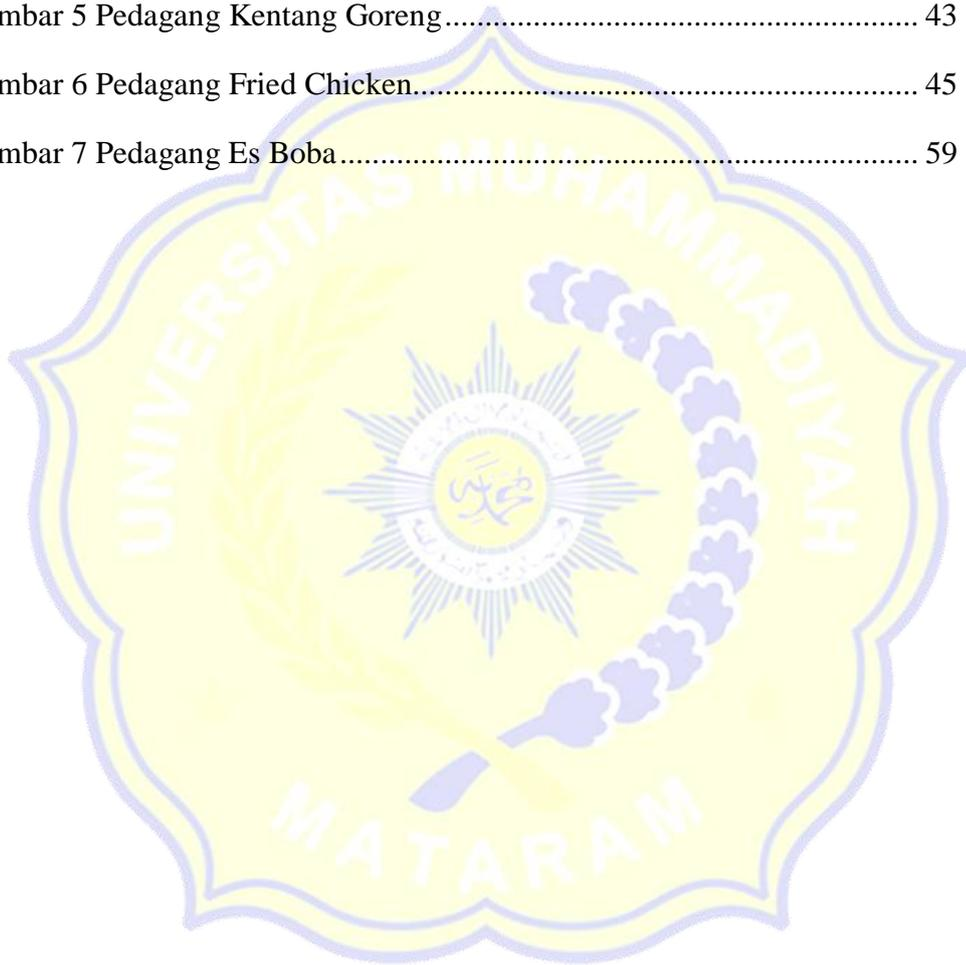 mbar 5 Pedagang Kentang Goreng........................................................... 43
mbar 6 Pedagang Fried Chicken............................................................... 45
mbar 7 Pedagang Es Boba........................................................................ 59
UNIVERSITAS MUHAMMADIYAH
MATARAM